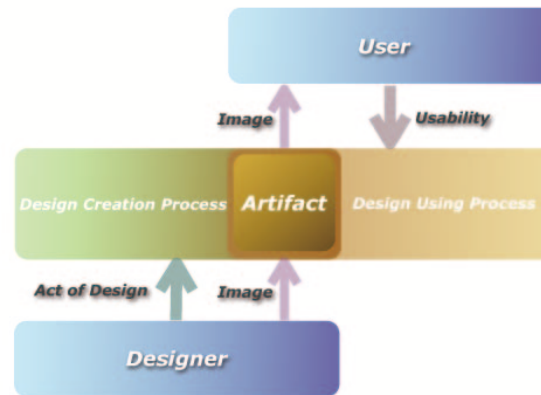 User
Image
Usability
Design Creation Process
Artifact
Design Using Process
Act of Design
Image
Designer